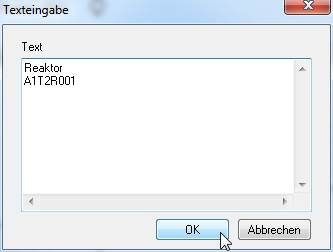 Texteingabe
Text
Reaktor
A1T2R001
OK
Abbrechen